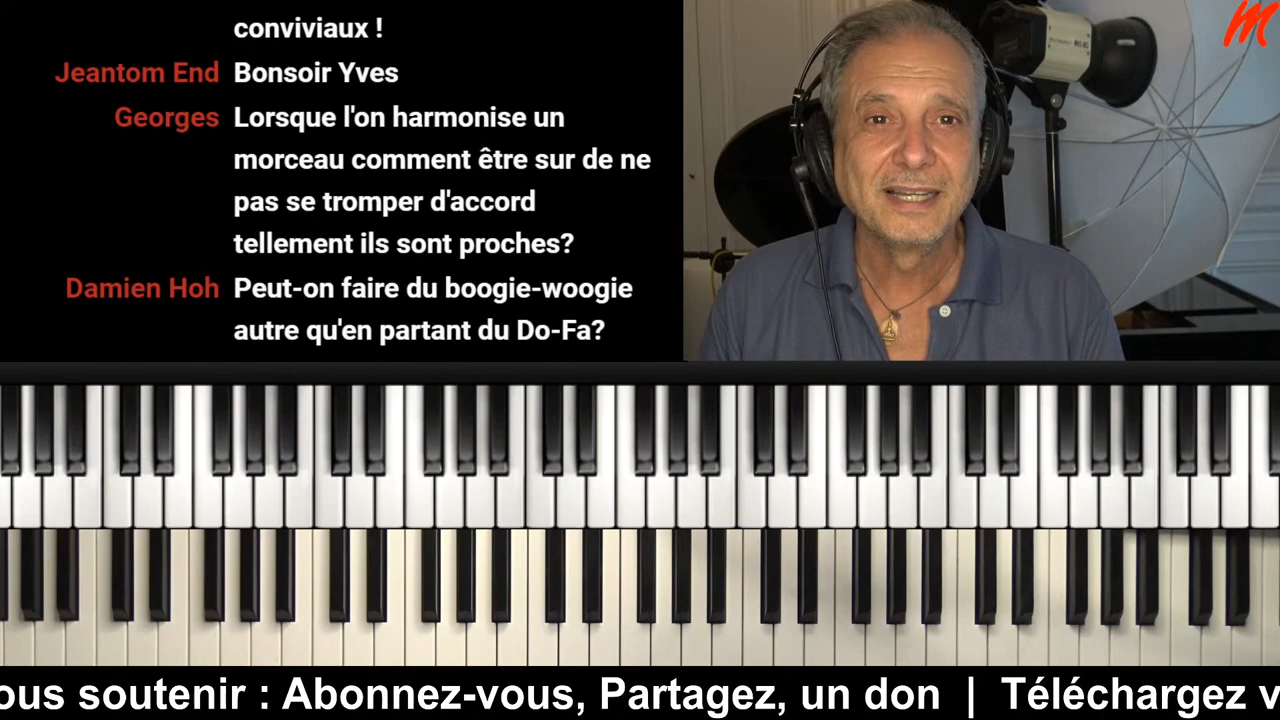 conviviaux !
Jeantom End Bonsoir Yves
Georges Lorsque l'on harmonise un
morceau comment être sur de ne
pas se tromper d'accord
tellement ils sont proches?
Damien Hoh Peut-on faire du boogie-woogie
autre qu'en partant du Do-Fa?
ous soutenir : Abonnez-vous, Partagez, un don | Téléchargez v